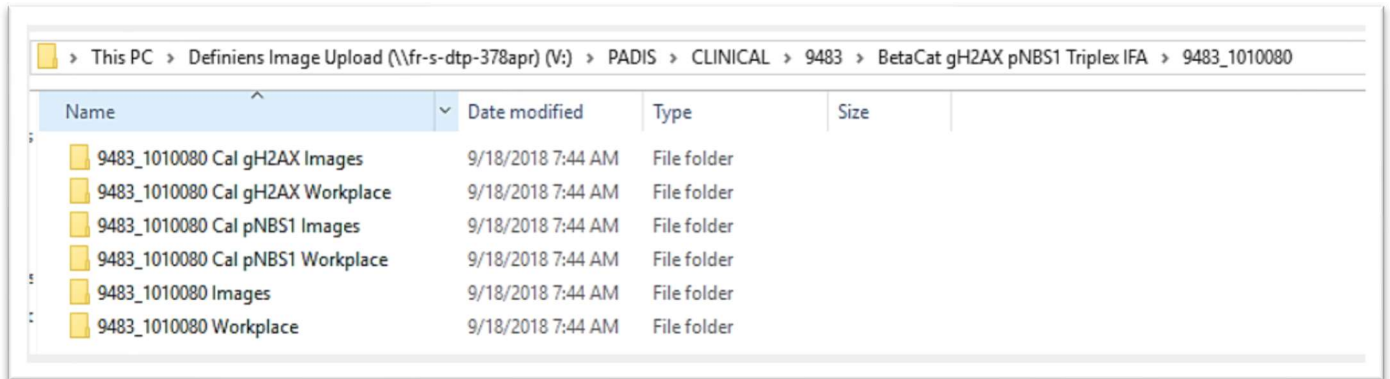 > This PC > Definiens Image Upload (\\fr-s-dtp-378apr) (V:) > PADIS > CLINICAL > 9483 > BetaCat gH2AX pNBS1 Triplex IFA > 9483_1010080
Name Date modified Type Size
9483_1010080 Cal gH2AX Images 9/18/2018 7:44 AM File folder
9483_1010080 Cal gH2AX Workplace 9/18/2018 7:44 AM File folder
9483_1010080 Cal pNBS1 Images 9/18/2018 7:44 AM File folder
9483_1010080 Cal pNBS1 Workplace 9/18/2018 7:44 AM File folder
9483_1010080 Images 9/18/2018 7:44 AM File folder
9483_1010080 Workplace 9/18/2018 7:44 AM File folder